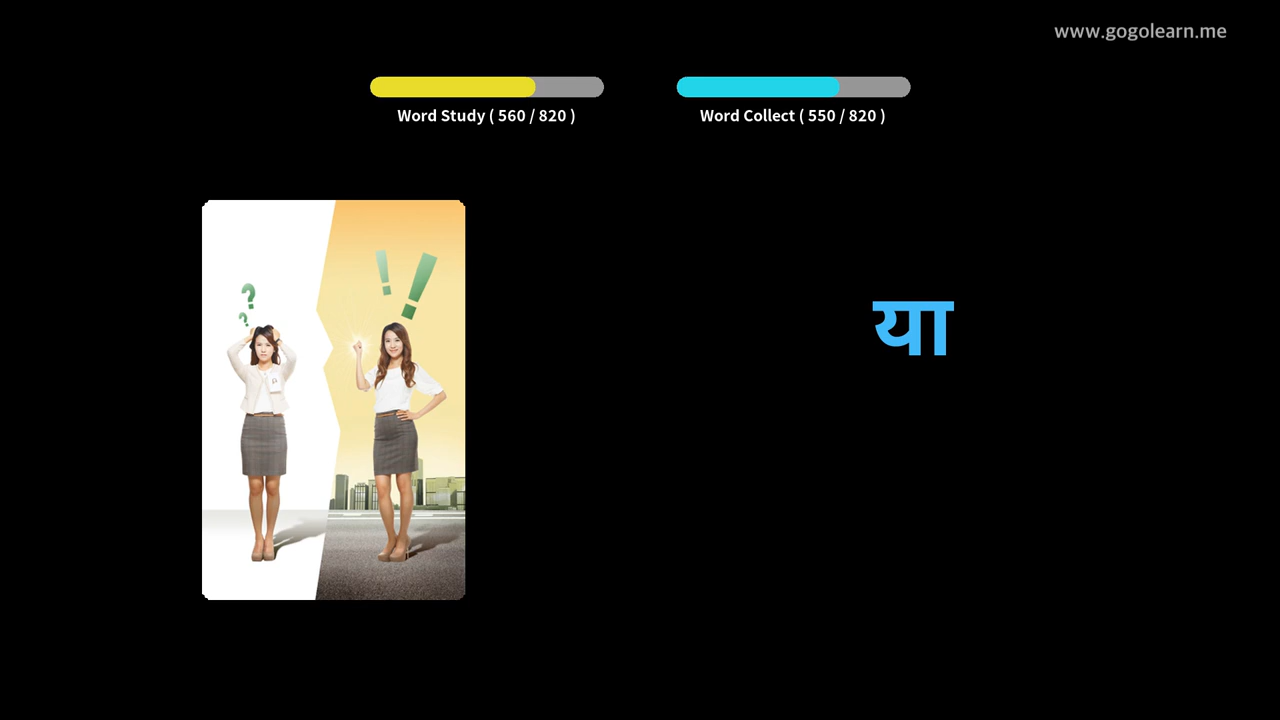 www.gogolearn.me
Word Study ( 560 / 820 )
Word Collect ( 550 / 820 )
? !!
?
या